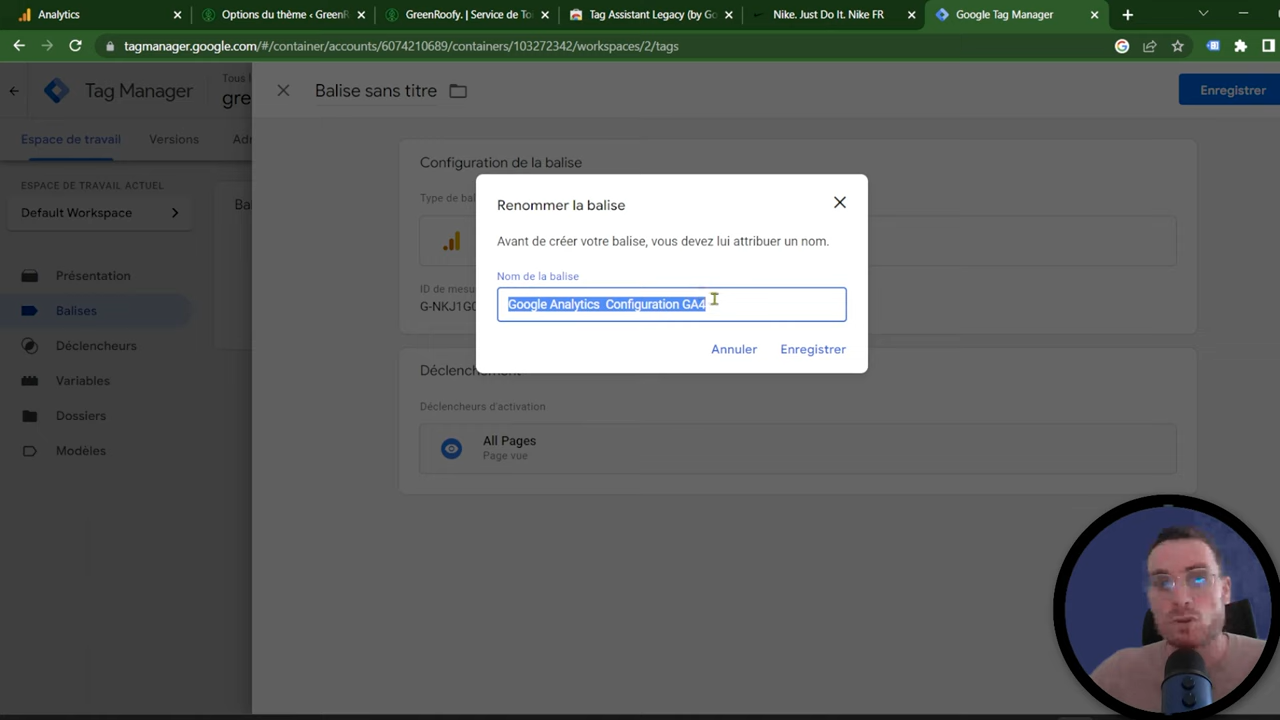 Analytics
Options du thème ‹ GreenR
GreenRoofy. | Service de To
Tag Assistant Legacy (by Go
Nike. Just Do It. Nike FR
Google Tag Manager
tagmanager.google.com/#/container/accounts/6074210689/containers/103272342/workspaces/2/tags
Tag Manager
Tous l
gre
Balise sans titre
Enregistrer
Espace de travail
Versions
Adr
ESPACE DE TRAVAIL ACTUEL
Default Workspace
Ba
Présentation
Balises
Déclencheurs
Variables
Dossiers
Modèles
Configuration de la balise
Type de bal
ID de mesu
G-NKJ1G
Renommer la balise
Avant de créer votre balise, vous devez lui attribuer un nom.
Nom de la balise
Google Analytics  Configuration GA4
Annuler
Enregistrer
Déclenchement
Déclencheurs d'activation
All Pages
Page vue